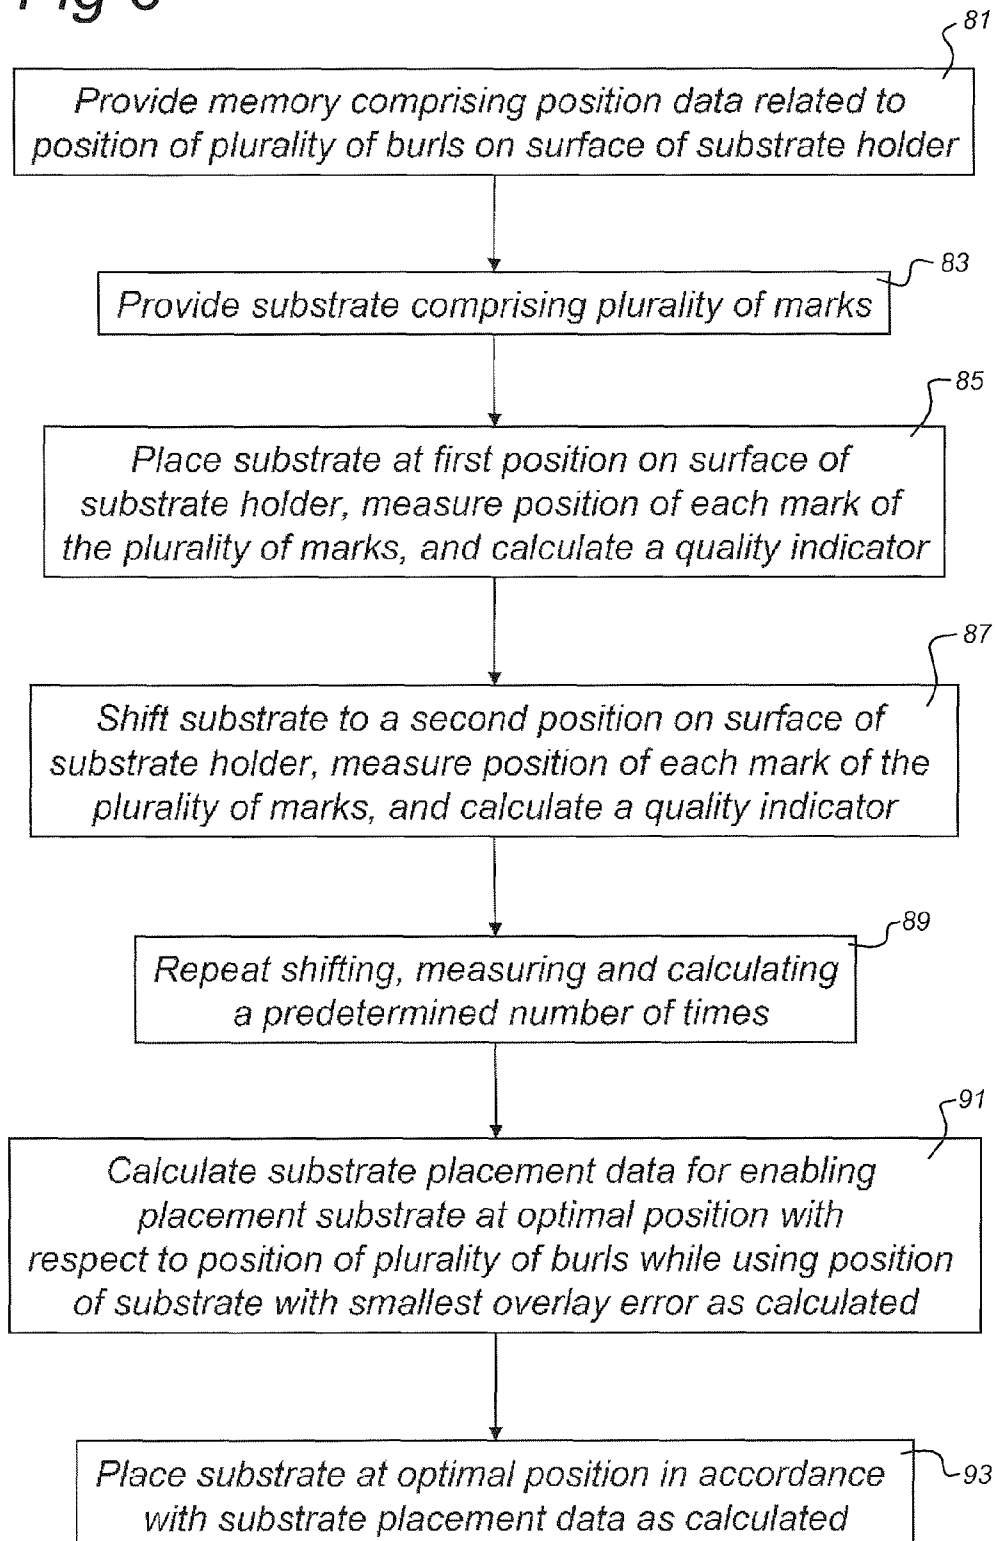 81
Provide memory comprising position data related to
position of plurality of burls on surface of substrate holder
83
Provide substrate comprising plurality of marks
85
Place substrate at first position on surface of
substrate holder, measure position of each mark of
the plurality of marks, and calculate a quality indicator
87
Shift substrate to a second position on surface of
substrate holder, measure position of each mark of the
plurality of marks, and calculate a quality indicator
89
Repeat shifting, measuring and calculating
a predetermined number of times
91
Calculate substrate placement data for enabling
placement substrate at optimal position with
respect to position of plurality of burls while using position
of substrate with smallest overlay error as calculated
93
Place substrate at optimal position in accordance
with substrate placement data as calculated